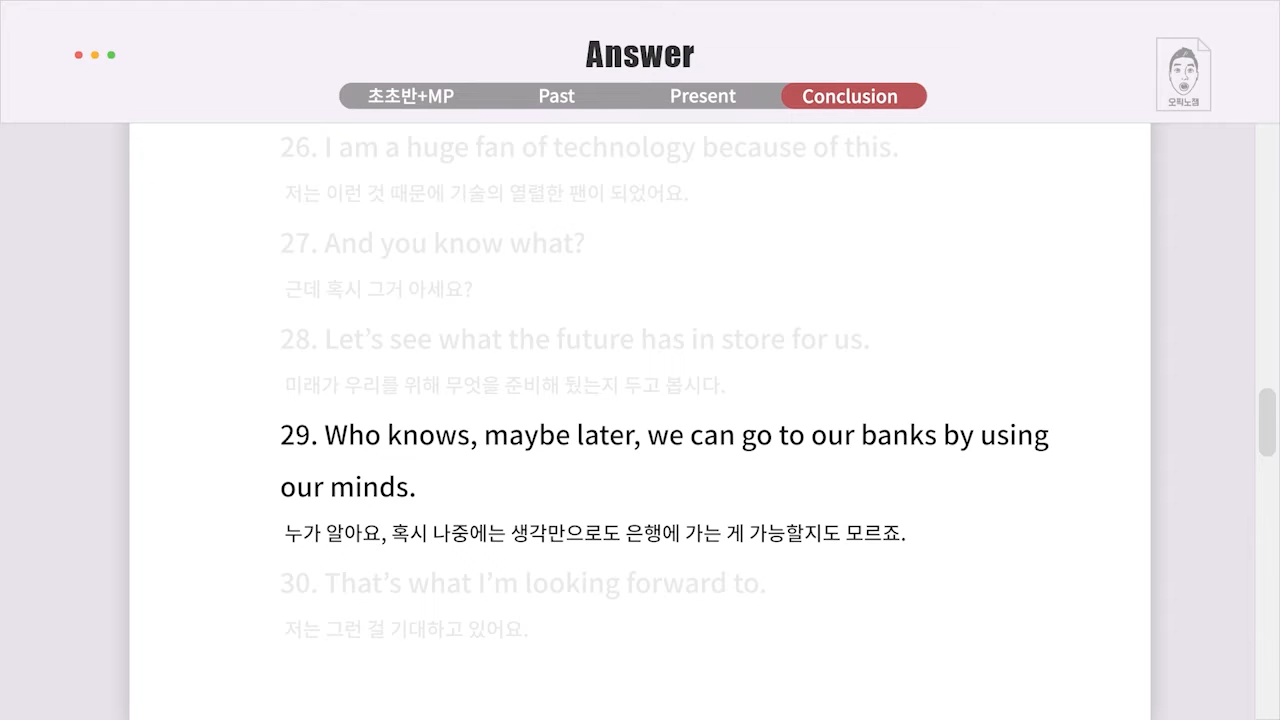 Answer
초초반+MP
Past
Present
Conclusion
오픽노잼
26. I am a huge fan of technology because of this.
저는 이런 것 때문에 기술의 열렬한 팬이 되었어요.
27. And you know what?
근데 혹시 그거 아세요?
28. Let’s see what the future has in store for us.
미래가 우리를 위해 무엇을 준비해 뒀는지 두고 봅시다.
29. Who knows, maybe later, we can go to our banks by using
our minds.
누가 알아요, 혹시 나중에는 생각만으로도 은행에 가는 게 가능할지도 모르죠.
30. That’s what I’m looking forward to.
저는 그런 걸 기대하고 있어요.